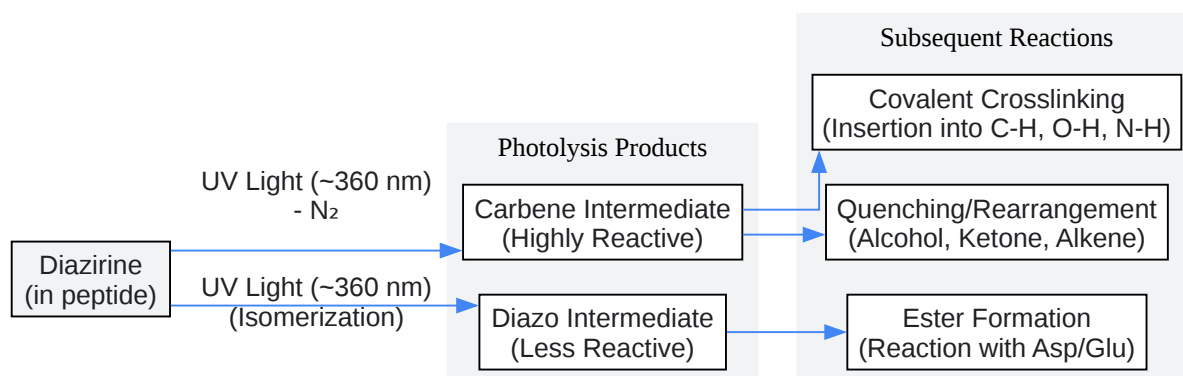 Subsequent Reactions
Covalent Crosslinking
(Insertion into C-H, O-H, N-H)
Photolysis Products
UV Light (~360 nm)
- N₂
Carbene Intermediate
(Highly Reactive)
Quenching/Rearrangement
(Alcohol, Ketone, Alkene)
Diazirine
(in peptide)
UV Light (~360 nm)
(Isomerization)
Diazo Intermediate
(Less Reactive)
Ester Formation
(Reaction with Asp/Glu)